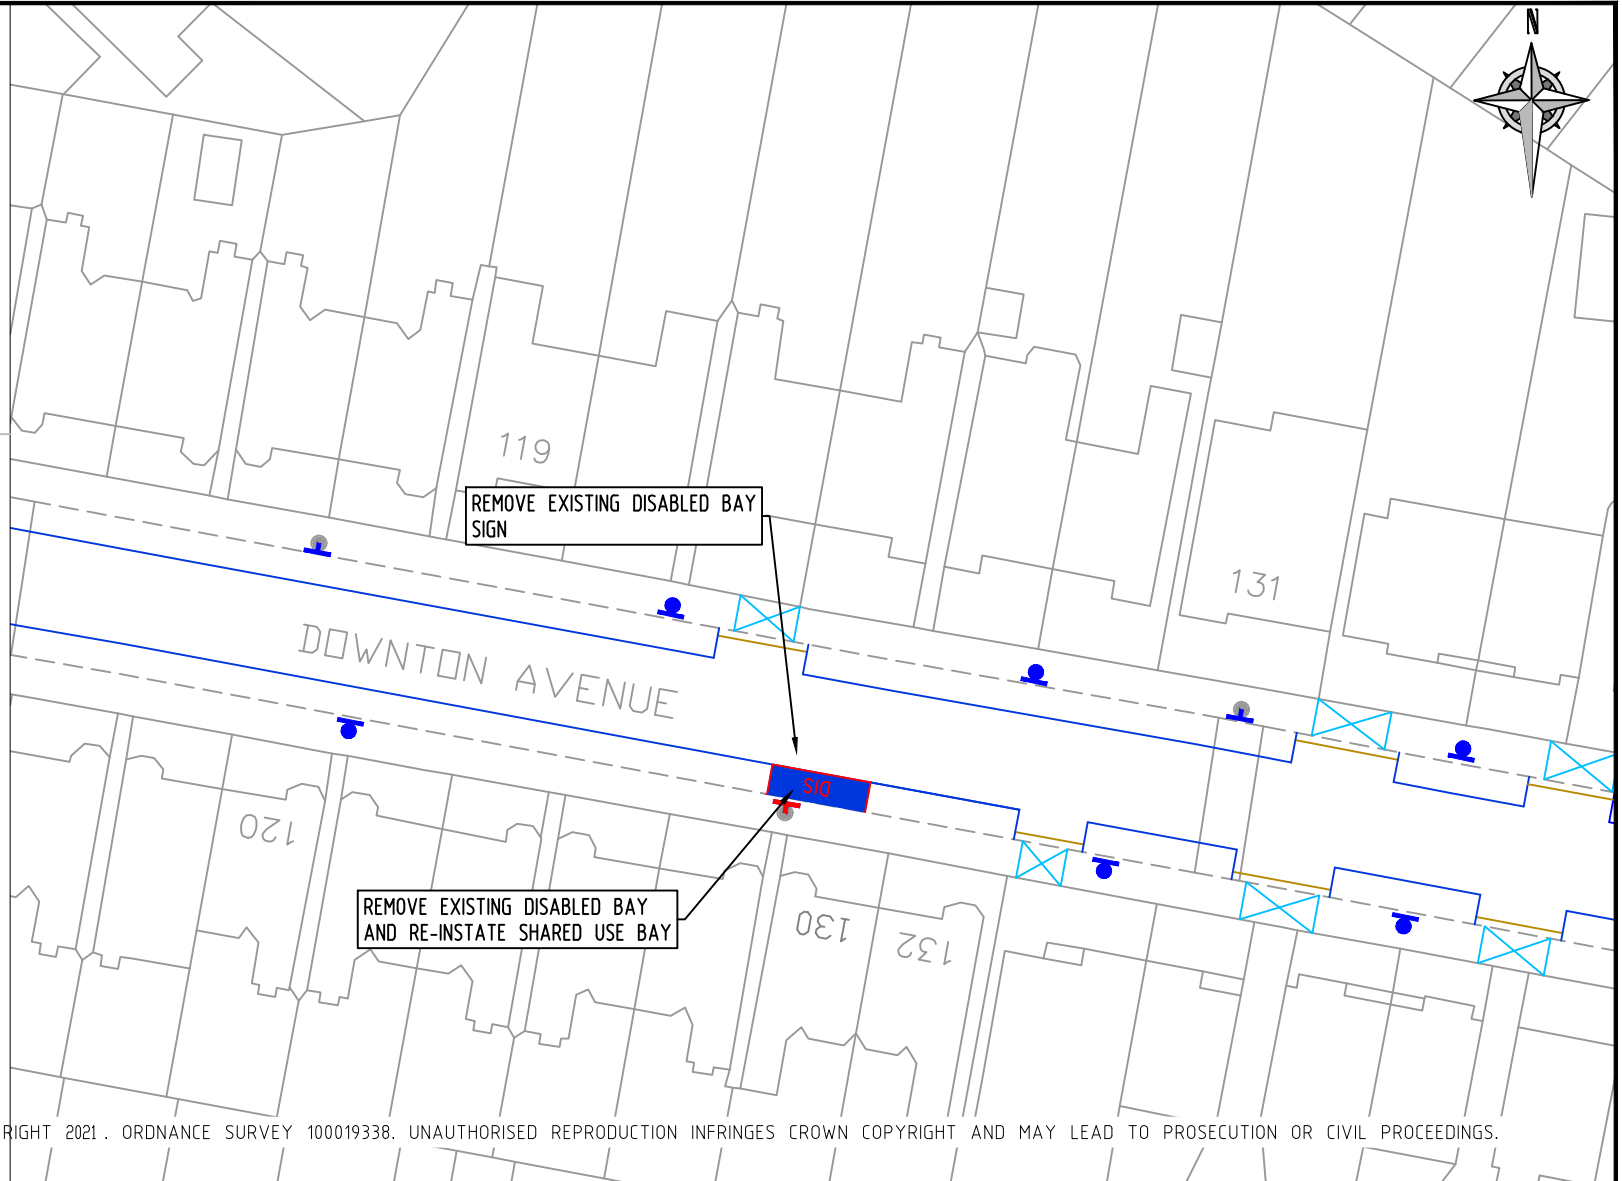 N
119
REMOVE EXISTING DISABLED BAY
SIGN
131
DOWNTON AVENUE
DIS
120
REMOVE EXISTING DISABLED BAY
AND RE-INSTATE SHARED USE BAY
130
132
RIGHT 2021. ORDNANCE SURVEY 100019338. UNAUTHORISED REPRODUCTION INFRINGES CROWN COPYRIGHT AND MAY LEAD TO PROSECUTION OR CIVIL PROCEEDINGS.